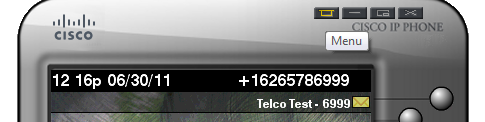 CISCO
CISCO IP PHONE
Menu
12 16p 06/30/11 +16265786999
Telco Test - 6999